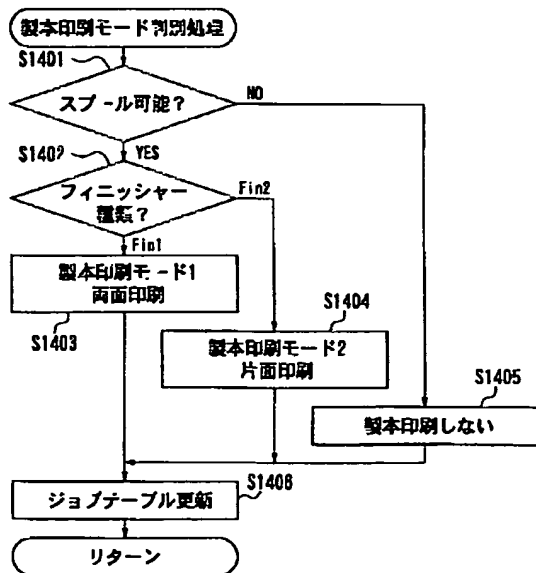 製本印刷モード判別処理
S1401
スプール可能?
NO
S1402
YES
フィニッシャー
種類?
Fin2
Fin1
製本印刷モード1
両面印刷
S1403
S1404
製本印刷モード2
片面印刷
S1405
製本印刷しない
S1406
ジョブテーブル更新
リターン